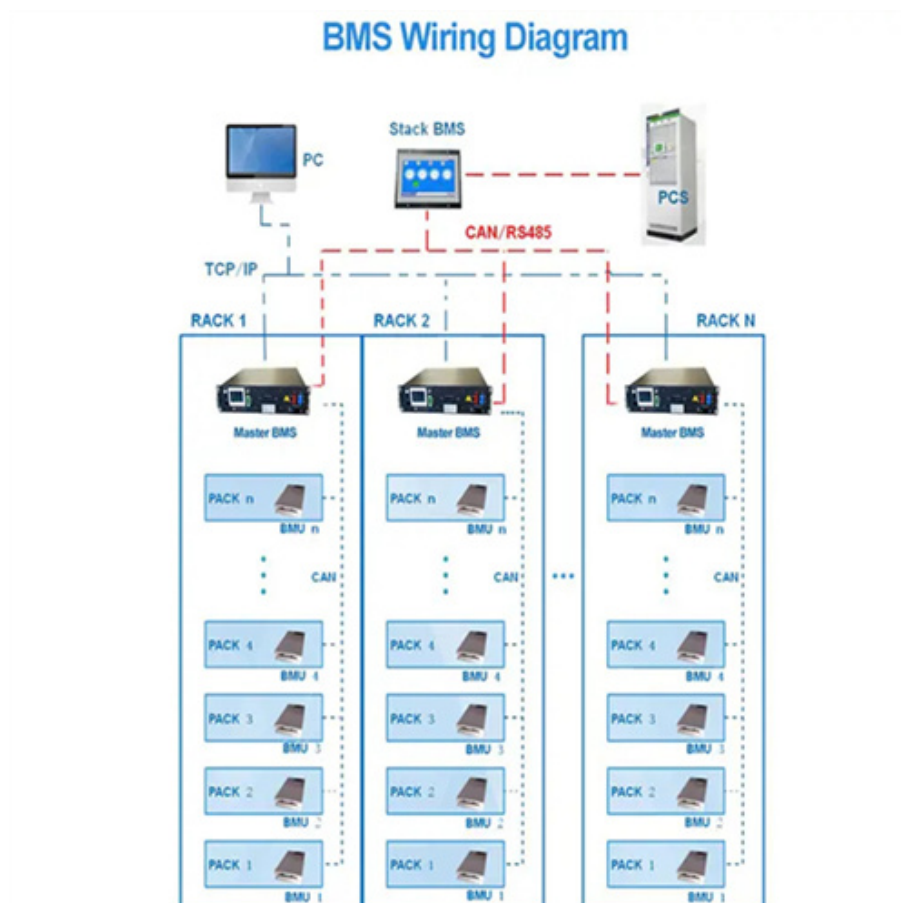 BMS Wiring Diagram
Stack BMS
PC
PCS
CAN/RS485
TCP/IP
RACK 1
RACK 2
RACK N
Master BMS
Master BMS
Master BMS
PACK n
PACK n
PACK n
BMU n
BMU n
BMU n
CAN
CAN
CAN
PACK 4
PACK 4
PACK 4
BMU 4
BMU 4
BMU 4
PACK 3
PACK 3
PACK 3
BMU 3
BMU 3
BMU 3
PACK 2
PACK 2
PACK 2
BMU 2
BMU 2
BMU 2
PACK 1
PACK 1
PACK 1
BMU 1
BMU 1
BMU 1